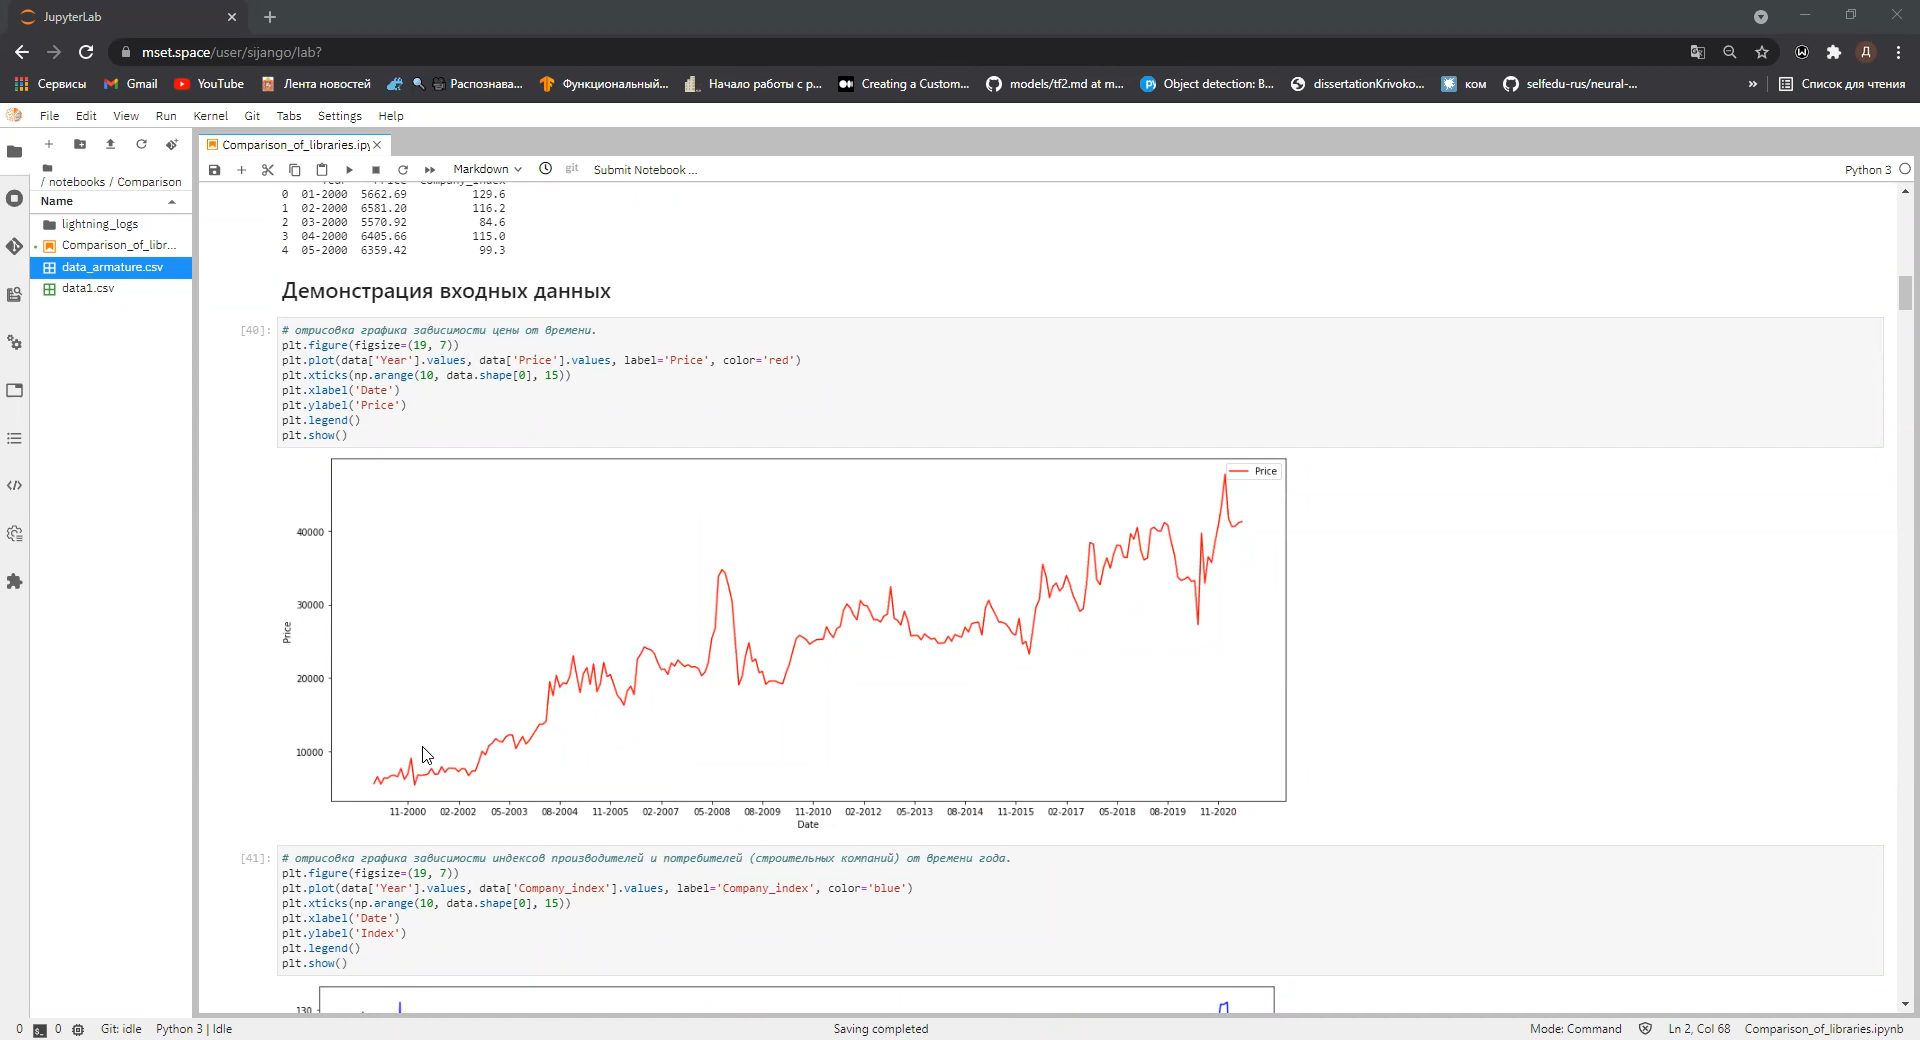 JupyterLab
mset.space/user/sijango/lab?
Сервисы Gmail YouTube Лента новостей Распознава... Функциональный... Начало работы с р... Creating a Custom... models/tf2.md at m... Object detection: B... dissertationKrivoko... ком selfedu-rus/neural-... » Список для чтения
File Edit View Run Kernel Git Tabs Settings Help
Comparison_of_libraries.ipy
Markdown git Submit Notebook ... Python 3
/ notebooks / Comparison
Name
lightning_logs
Comparison_of_libr...
data_armature.csv
data1.csv
Year Price Company_index
0 01-2000 5662.69 129.6
1 02-2000 6581.20 116.2
2 03-2000 5570.92 84.6
3 04-2000 6405.66 115.0
4 05-2000 6359.42 99.3
Демонстрация входных данных
[40]: # отрисовка графика зависимости цены от времени.
plt.figure(figsize=(19, 7))
plt.plot(data['Year'].values, data['Price'].values, label='Price', color='red')
plt.xticks(np.arange(10, data.shape[0], 15))
plt.xlabel('Date')
plt.ylabel('Price')
plt.legend()
plt.show()
Price
40000
30000
20000
10000
Price
11-2000 02-2002 05-2003 08-2004 11-2005 02-2007 05-2008 08-2009 11-2010 02-2012 05-2013 08-2014 11-2015 02-2017 05-2018 08-2019 11-2020
Date
[41]: # отрисовка графика зависимости индексов производителей и потребителей (строительных компаний) от времени года.
plt.figure(figsize=(19, 7))
plt.plot(data['Year'].values, data['Company_index'].values, label='Company_index', color='blue')
plt.xticks(np.arange(10, data.shape[0], 15))
plt.xlabel('Date')
plt.ylabel('Index')
plt.legend()
plt.show()
130
0 0 Git: idle Python 3 | Idle Saving completed Mode: Command Ln 2, Col 68 Comparison_of_libraries.ipynb